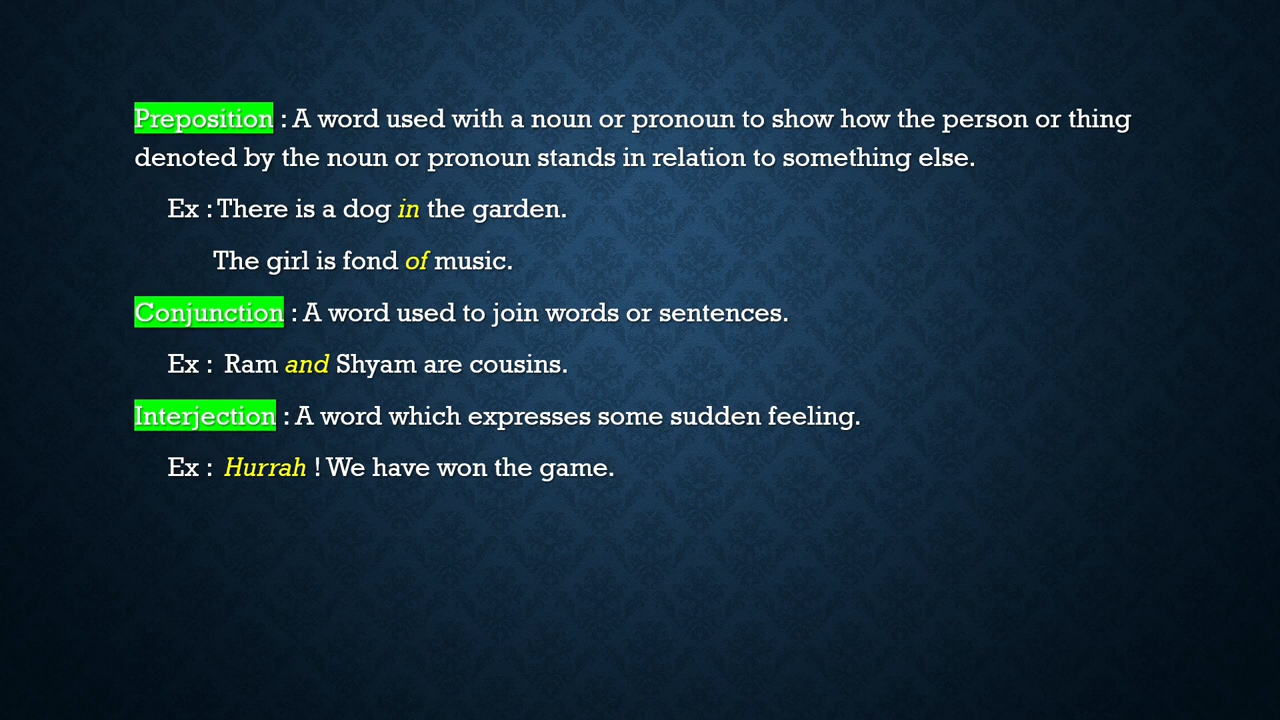 Preposition : A word used with a noun or pronoun to show how the person or thing
denoted by the noun or pronoun stands in relation to something else.
Ex : There is a dog in the garden.
The girl is fond of music.
Conjunction : A word used to join words or sentences.
Ex : Ram and Shyam are cousins.
Interjection : A word which expresses some sudden feeling.
Ex : Hurrah ! We have won the game.